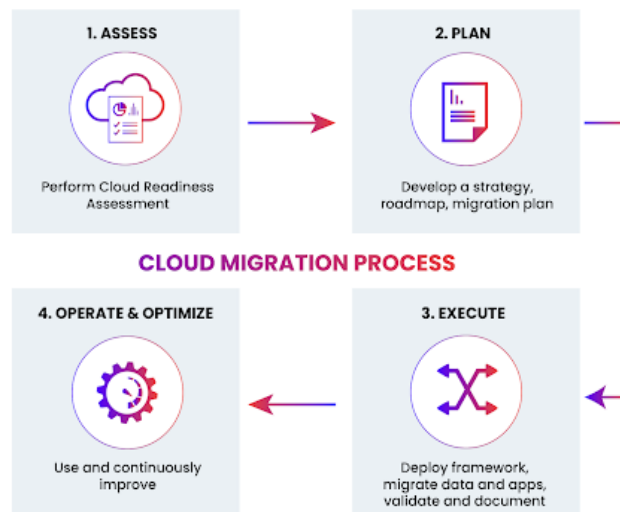 1. ASSESS
Perform Cloud Readiness
Assessment
2. PLAN
Develop a strategy,
roadmap, migration plan
CLOUD MIGRATION PROCESS
3. EXECUTE
Deploy framework,
migrate data and apps,
validate and document
4. OPERATE & OPTIMIZE
Use and continuously
improve